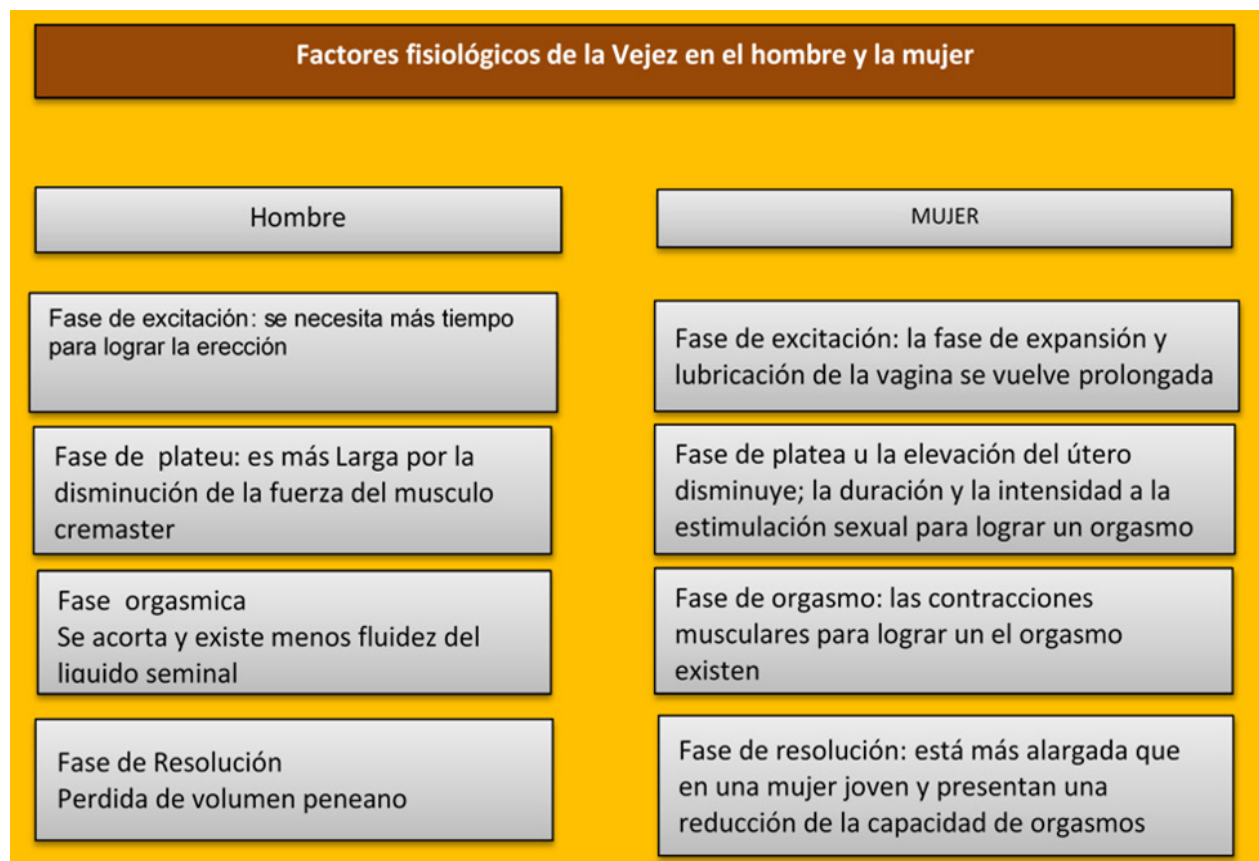 Factores fisiológicos de la Vejez en el hombre y la mujer
Hombre
Fase de excitación: se necesita más tiempo
para lograr la erección
Fase de  plateu: es más Larga por la
disminución de la fuerza del musculo
cremaster
Fase  orgasmica
Se acorta y existe menos fluidez del
liquido seminal
Fase de Resolución
Perdida de volumen peneano
MUJER
Fase de excitación: la fase de expansión y
lubricación de la vagina se vuelve prolongada
Fase de platea u la elevación del útero
disminuye; la duración y la intensidad a la
estimulación sexual para lograr un orgasmo
Fase de orgasmo: las contracciones
musculares para lograr un el orgasmo
existen
Fase de resolución: está más alargada que
en una mujer joven y presentan una
reducción de la capacidad de orgasmos